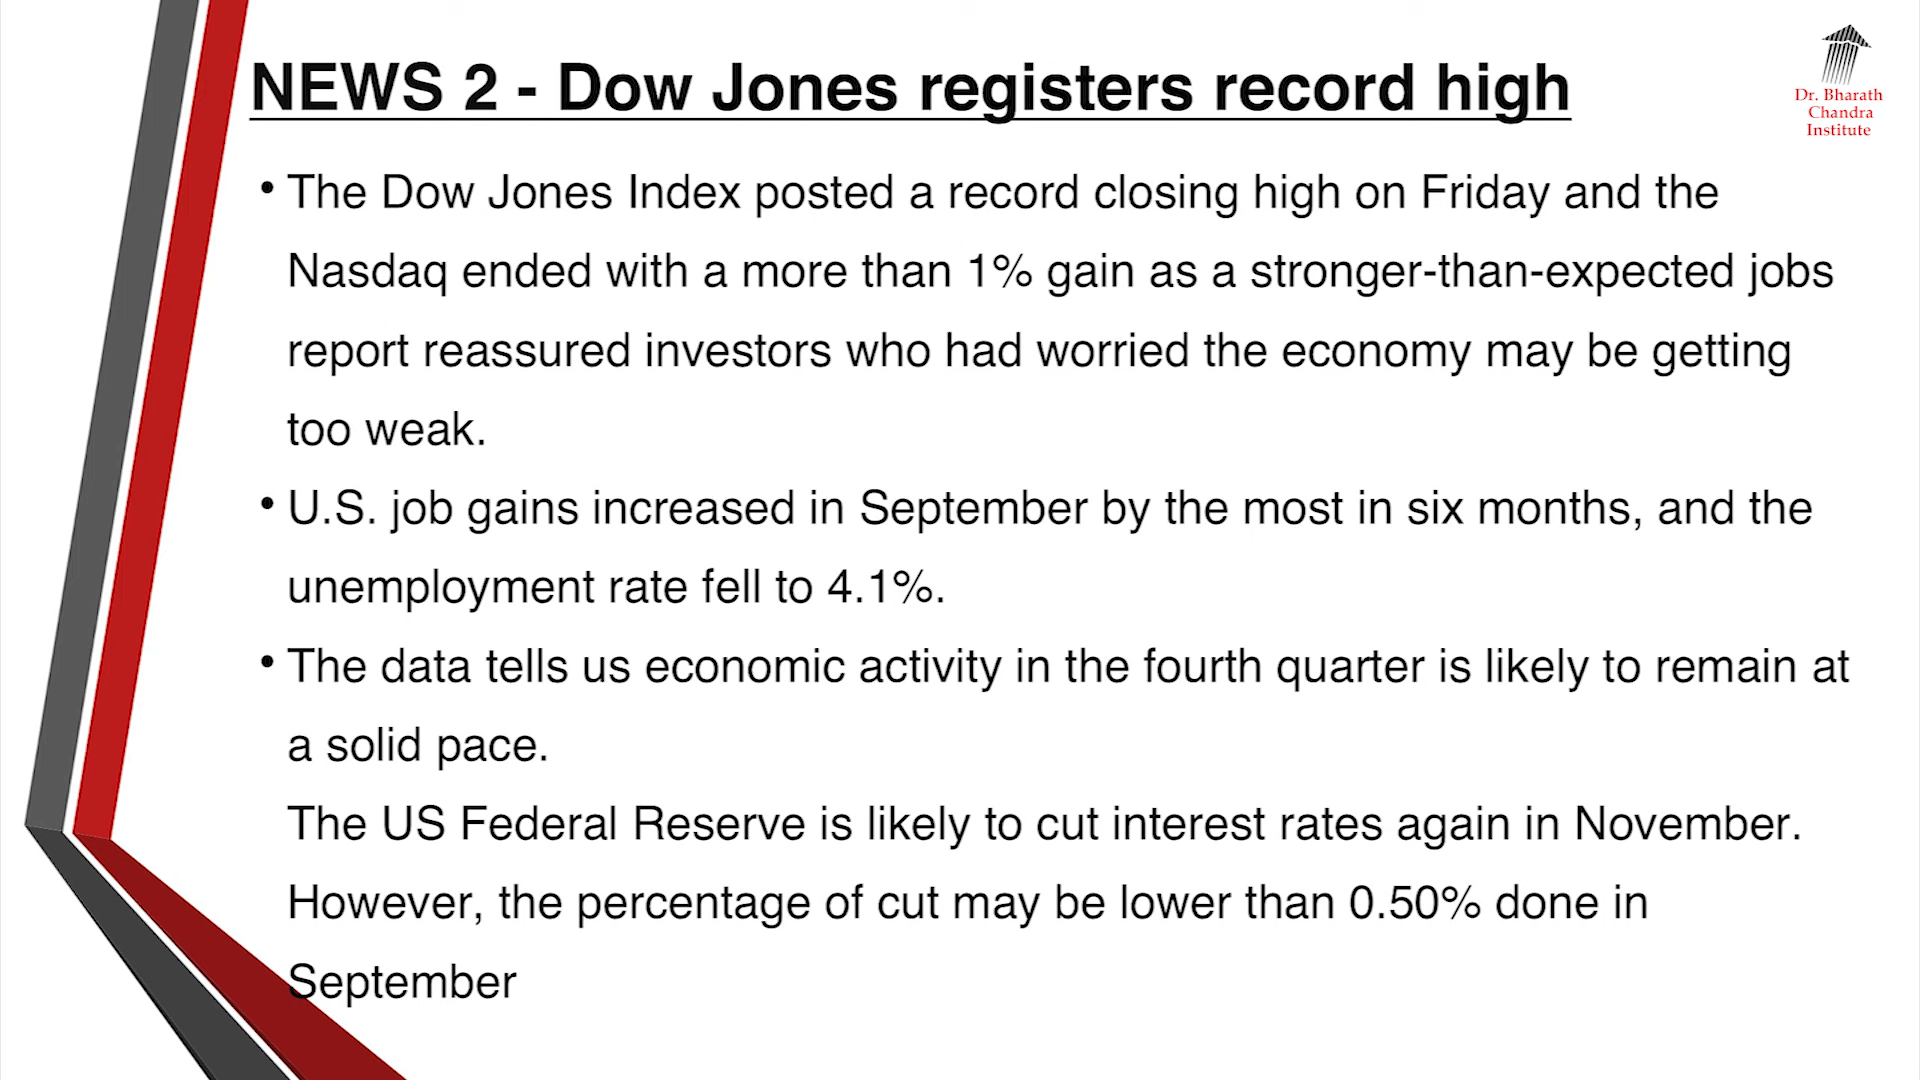 NEWS 2 - Dow Jones registers record high
Dr. Bharath
Chandra
Institute
• The Dow Jones Index posted a record closing high on Friday and the
Nasdaq ended with a more than 1% gain as a stronger-than-expected jobs
report reassured investors who had worried the economy may be getting
too weak.
• U.S. job gains increased in September by the most in six months, and the
unemployment rate fell to 4.1%.
• The data tells us economic activity in the fourth quarter is likely to remain at
a solid pace.
The US Federal Reserve is likely to cut interest rates again in November.
However, the percentage of cut may be lower than 0.50% done in
September